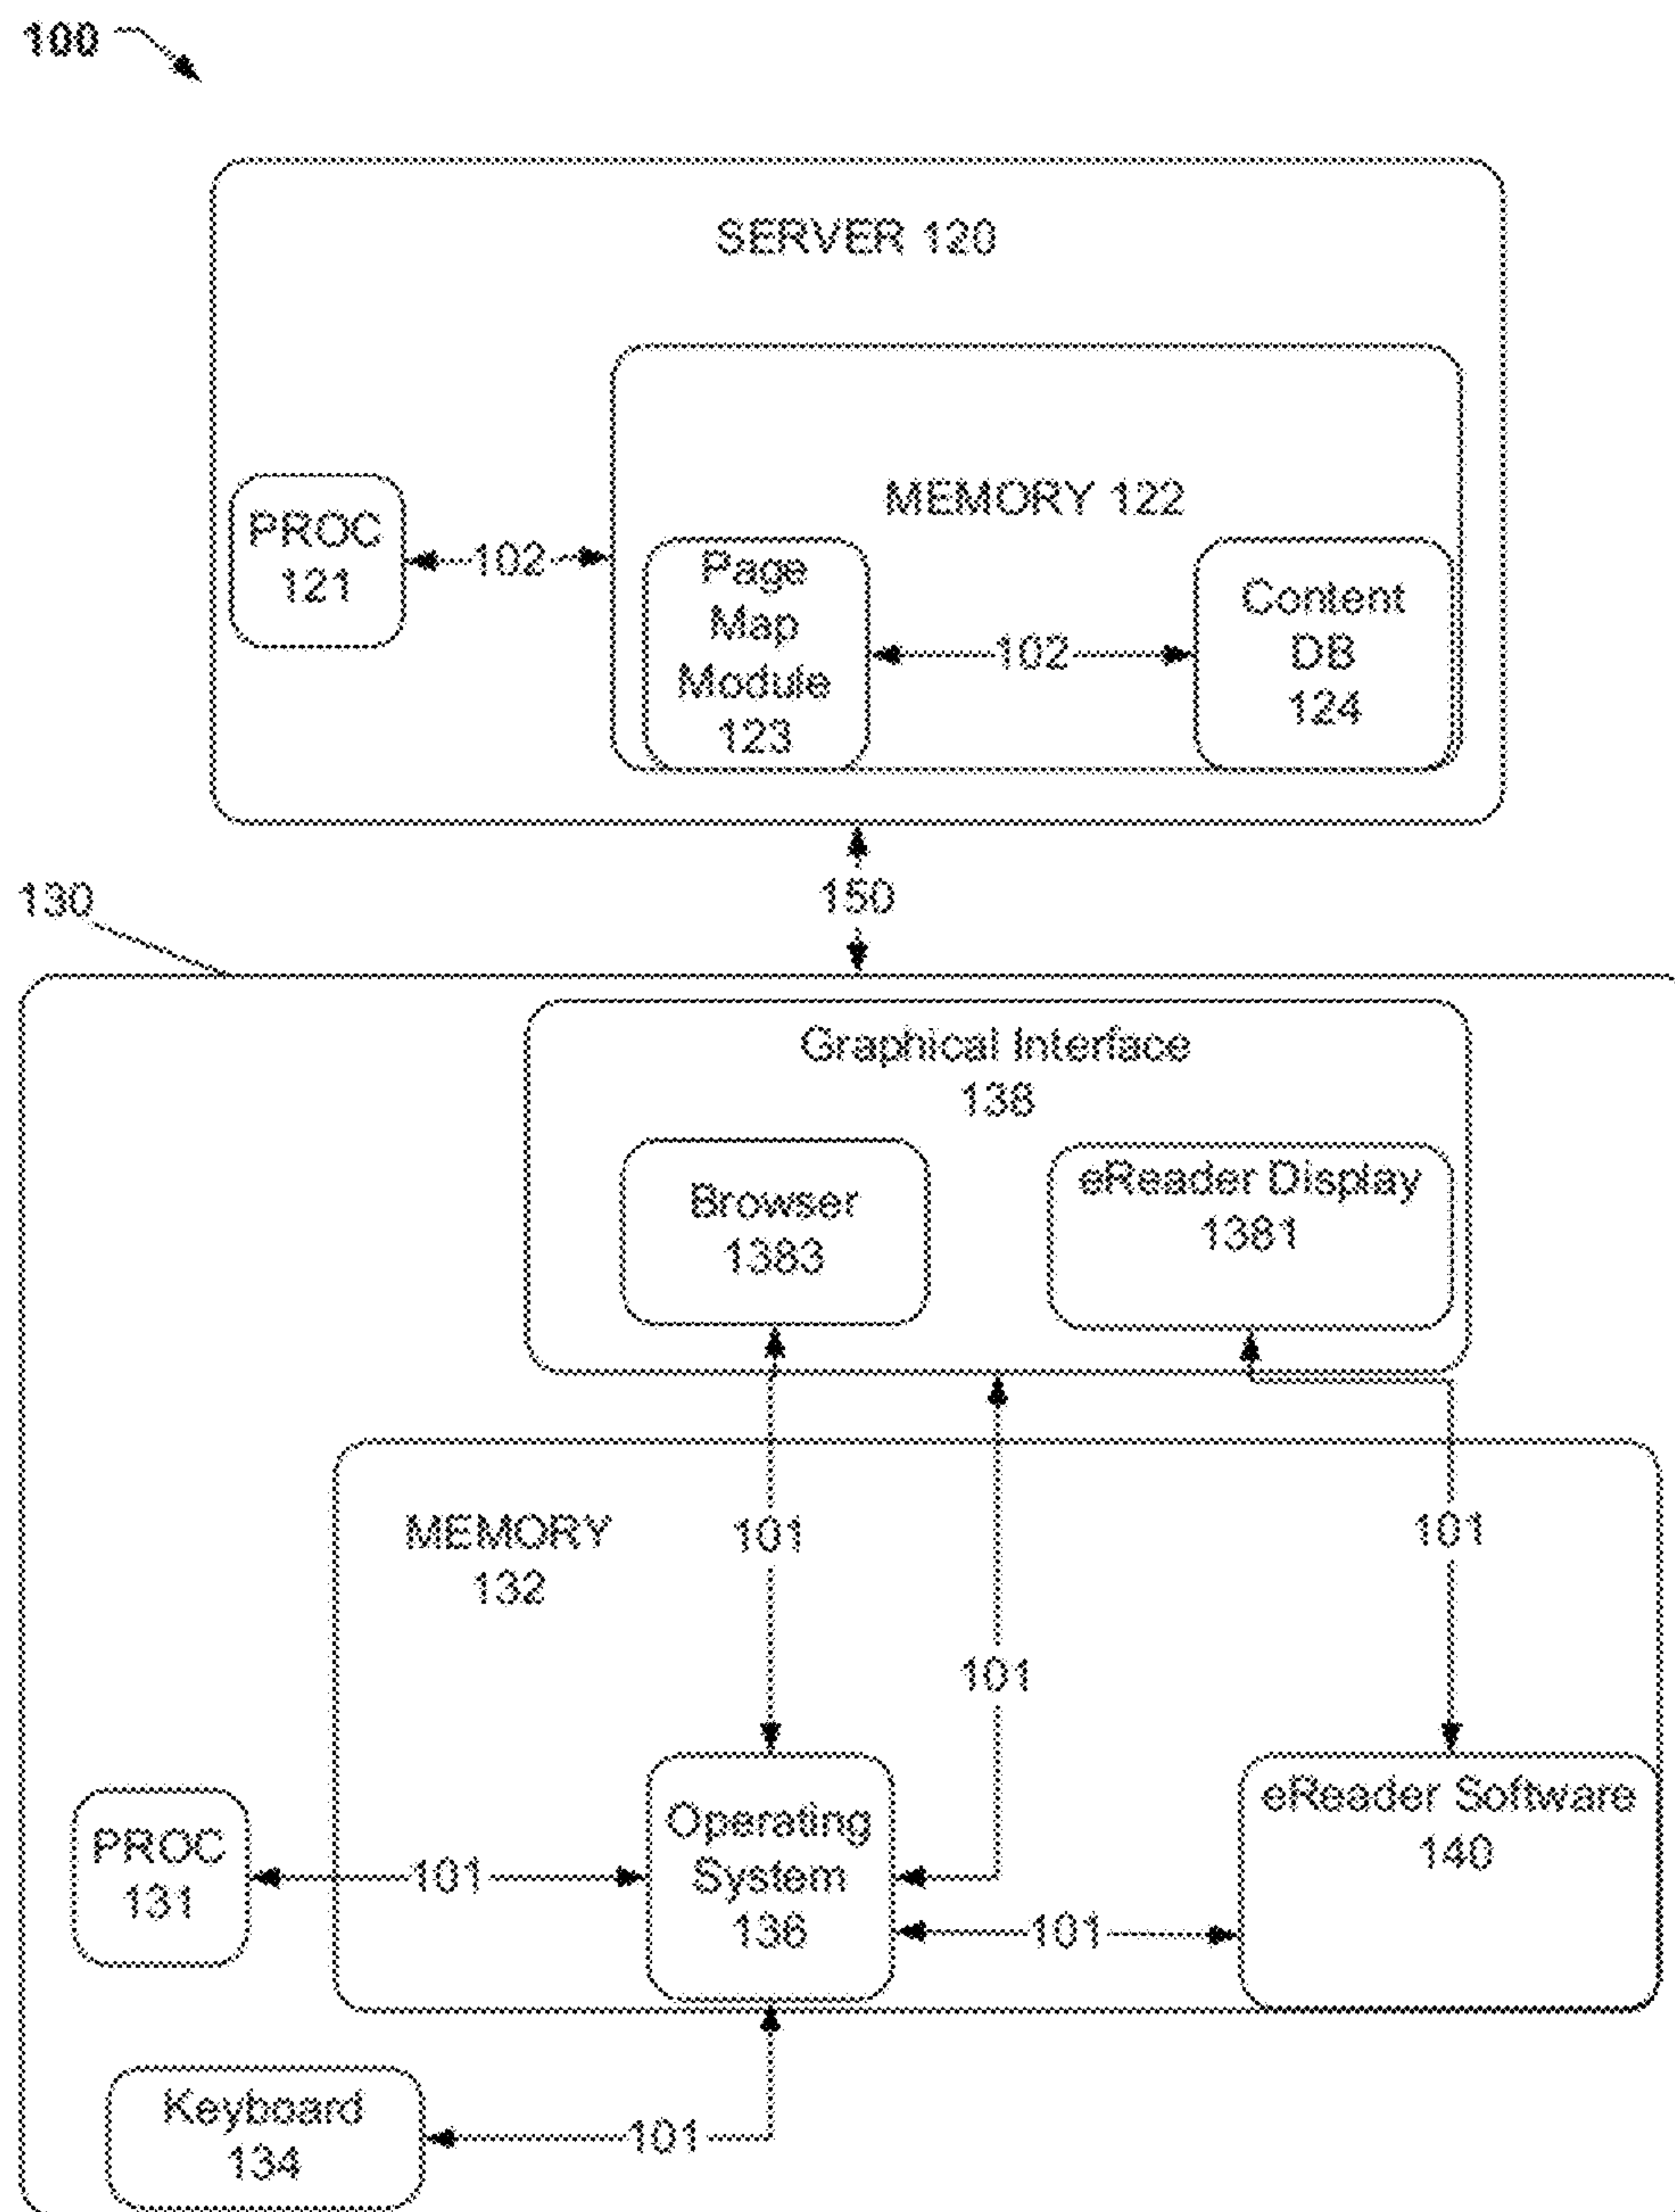 100
SERVER 120
MEMORY 122
PROC
121
102
Page
Map
Module
123
102
Content
DB
124
150
130
Graphical Interface
138
Browser
1383
eReader Display
1381
MEMORY
132
101
101
101
PROC
131
101
Operating
System
136
101
eReader Software
140
Keyboard
134
101